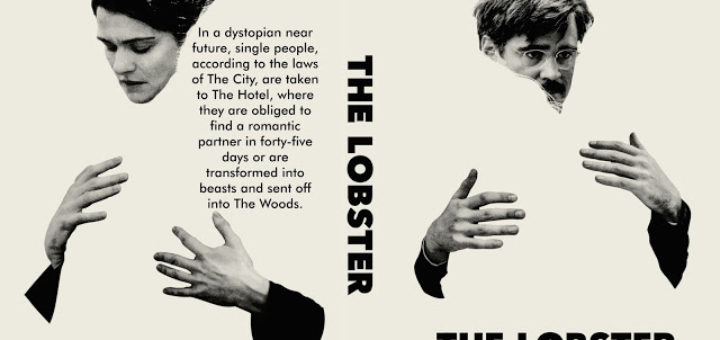 In a dystopian near
future, single people,
according to the laws
of The City, are taken
to The Hotel, where
they are obliged to
find a romantic
partner in forty-five
days or are
transformed into
beasts and sent off
into The Woods.
THE LOBSTER
THE LOBSTER